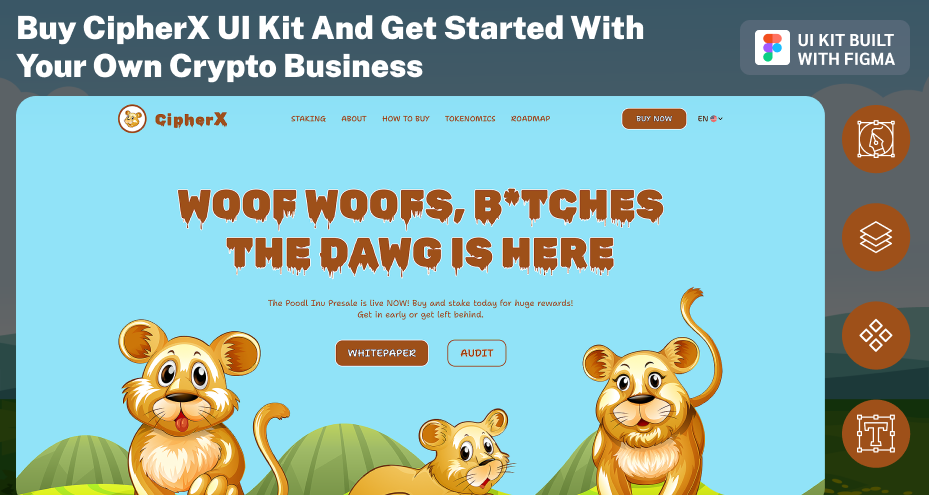 Buy CipherX UI Kit And Get Started With
Your Own Crypto Business
UI KIT BUILT
WITH FIGMA
CipherX
STAKING ABOUT HOW TO BUY TOKENOMICS ROADMAP
BUY NOW
EN
WOOF WOOFS, B*TCHES
THE DAWG IS HERE
The Poodl Inu Presale is live NOW! Buy and stake today for huge rewards!
Get in early or get left behind.
WHITEPAPER
AUDIT
T